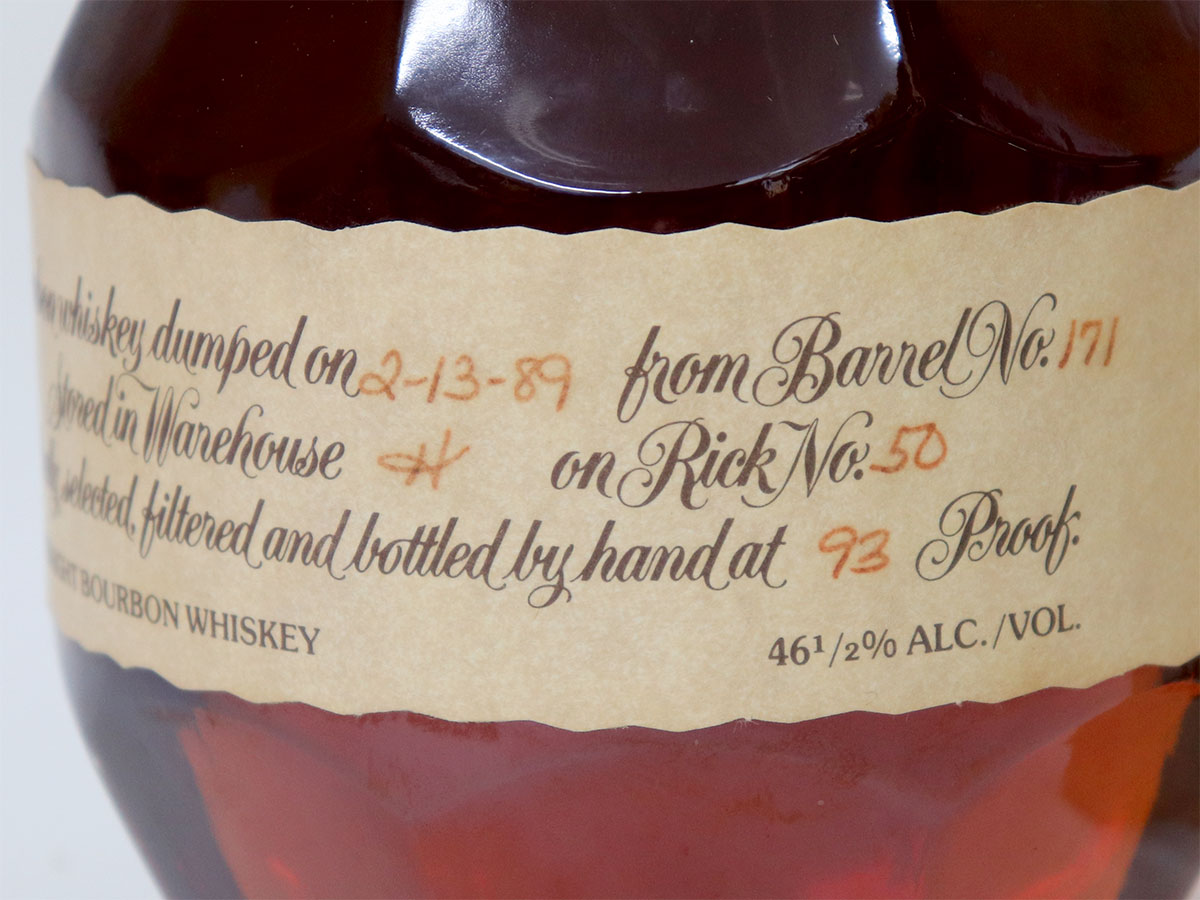 whiskey dumped on 2-13-89 from Barrel No. 171
stored in Warehouse H on Rick No. 50
selected, filtered and bottled by hand at 93 Proof.
BOURBON WHISKEY 46 1/2% ALC./VOL.